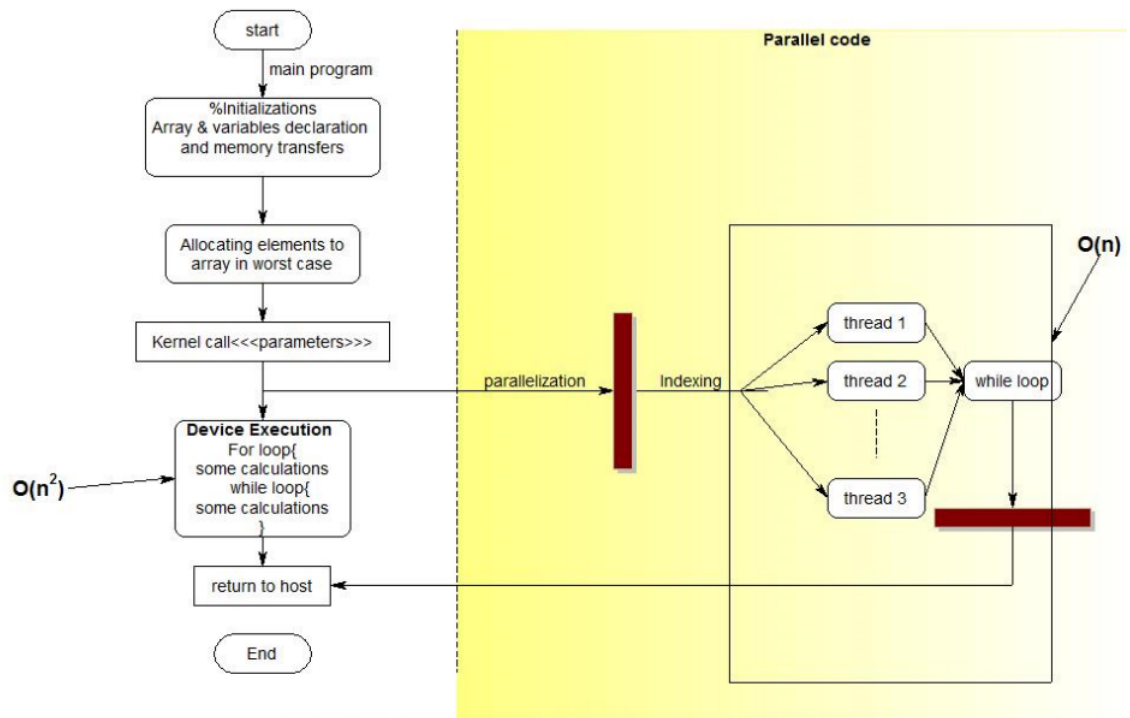 start
main program
%Initializations
Array & variables declaration
and memory transfers
Allocating elements to
array in worst case
Kernel call<<<parameters>>>
Device Execution
For loop{
some calculations
while loop{
some calculations
}
O(n²)
return to host
End
Parallel code
parallelization
Indexing
thread 1
thread 2
thread 3
while loop
O(n)